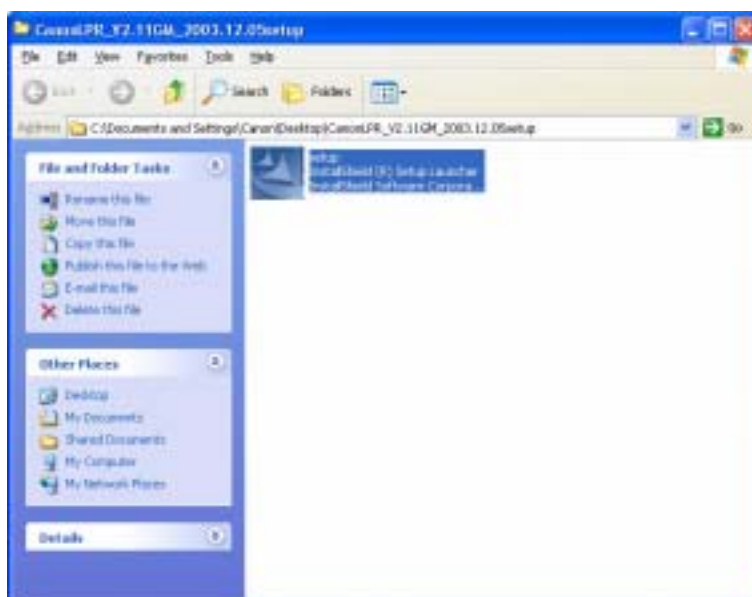 CanonLPR_V2.11GM_2003.12.05setup
File Edit View Favorites Tools Help
Back Search Folders
Address C:\Documents and Settings\Canon\Desktop\CanonLPR_V2.11GM_2003.12.05setup Go
File and Folder Tasks
setup
InstallShield (R) Setup Launcher
InstallShield Software Corpora...
Rename this file
Move this file
Copy this file
Publish this file to the Web
E-mail this file
Delete this file
Other Places
Desktop
My Documents
Shared Documents
My Computer
My Network Places
Details